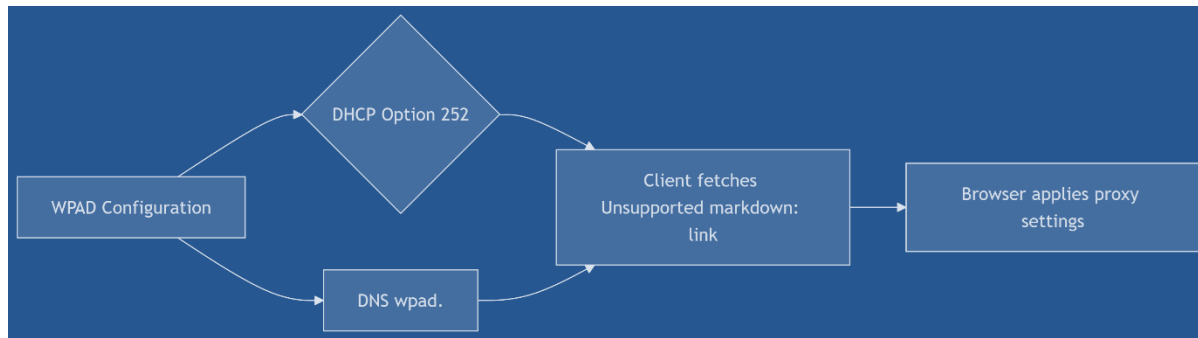 WPAD Configuration
DHCP Option 252
DNS wpad.
Client fetches
Unsupported markdown:
link
Browser applies proxy
settings